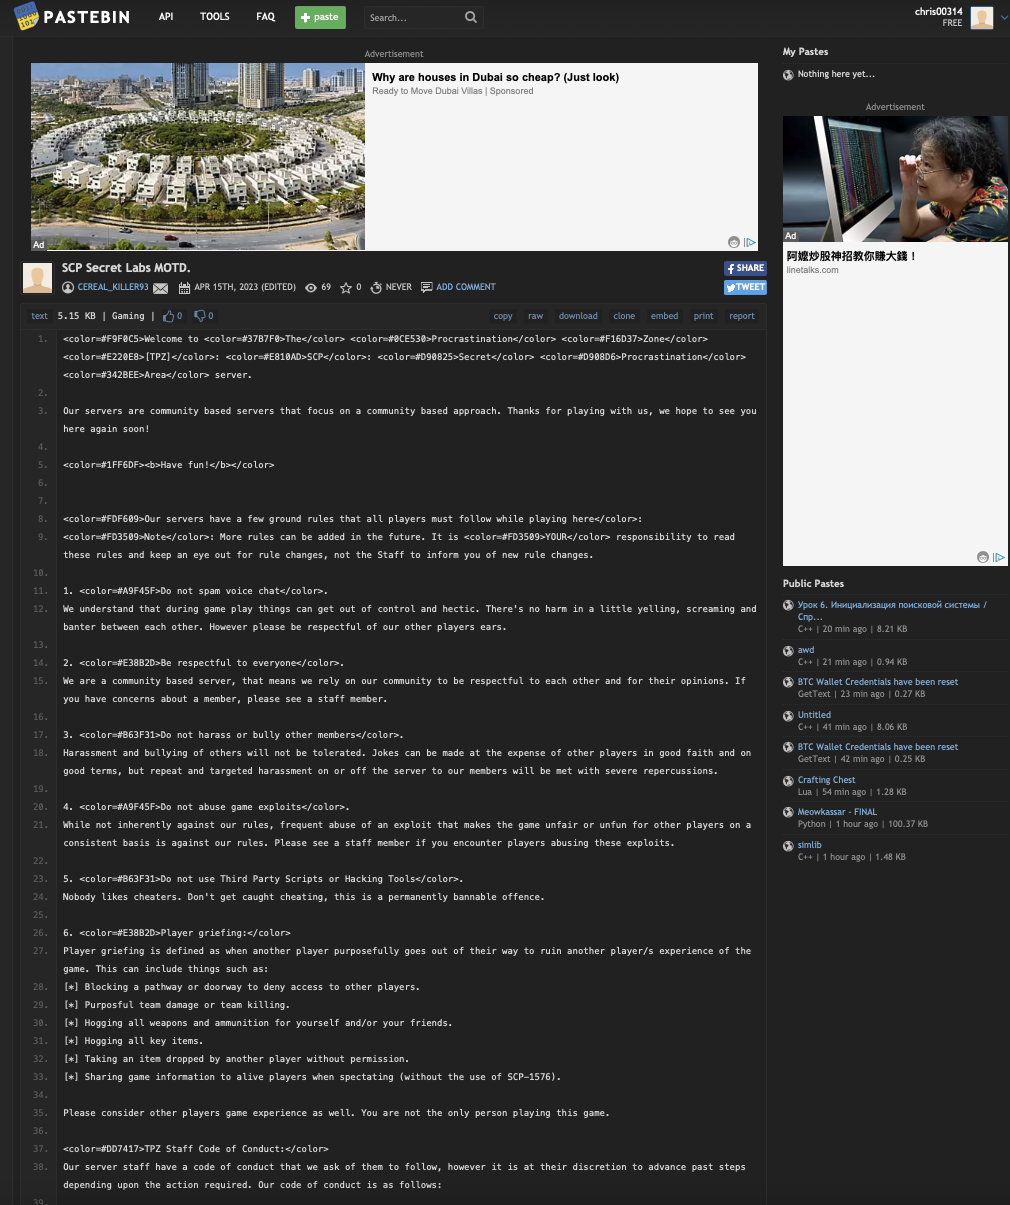 PASTEBIN
API
TOOLS
FAQ
paste
Search...
chris00314
FREE
Advertisement
Why are houses in Dubai so cheap? (Just look)
Ready to Move Dubai Villas | Sponsored
Ad
SCP Secret Labs MOTD.
CEREAL_KILLER93
APR 15TH, 2023 (EDITED)
69
0
NEVER
ADD COMMENT
SHARE
TWEET
text
5.15 KB | Gaming |
0
0
copy
raw
download
clone
embed
print
report
1. <color=#F9F0C5>Welcome to <color=#37B7F0>The</color> <color=#0CE530>Procrastination</color> <color=#F16D37>Zone</color>
<color=#E220E8>[TPZ]</color>: <color=#E810AD>SCP</color>: <color=#D90825>Secret</color> <color=#D908D6>Procrastination</color>
<color=#342BEE>Area</color> server.
2.
3. Our servers are community based servers that focus on a community based approach. Thanks for playing with us, we hope to see you
here again soon!
4.
5. <color=#1FF6DF><b>Have fun!</b></color>
6.
7.
8. <color=#FDF609>Our servers have a few ground rules that all players must follow while playing here</color>:
9. <color=#FD3509>Note</color>: More rules can be added in the future. It is <color=#FD3509>YOUR</color> responsibility to read
these rules and keep an eye out for rule changes, not the Staff to inform you of new rule changes.
10.
11. 1. <color=#A9F45F>Do not spam voice chat</color>.
12. We understand that during game play things can get out of control and hectic. There's no harm in a little yelling, screaming and
banter between each other. However please be respectful of our other players ears.
13.
14. 2. <color=#E38B2D>Be respectful to everyone</color>.
15. We are a community based server, that means we rely on our community to be respectful to each other and for their opinions. If
you have concerns about a member, please see a staff member.
16.
17. 3. <color=#B63F31>Do not harass or bully other members</color>.
18. Harassment and bullying of others will not be tolerated. Jokes can be made at the expense of other players in good faith and on
good terms, but repeat and targeted harassment on or off the server to our members will be met with severe repercussions.
19.
20. 4. <color=#A9F45F>Do not abuse game exploits</color>.
21. While not inherently against our rules, frequent abuse of an exploit that makes the game unfair or unfun for other players on a
consistent basis is against our rules. Please see a staff member if you encounter players abusing these exploits.
22.
23. 5. <color=#B63F31>Do not use Third Party Scripts or Hacking Tools</color>.
24. Nobody likes cheaters. Don't get caught cheating, this is a permanently bannable offence.
25.
26. 6. <color=#E38B2D>Player griefing:</color>
27. Player griefing is defined as when another player purposefully goes out of their way to ruin another player/s experience of the
game. This can include things such as:
28. [*] Blocking a pathway or doorway to deny access to other players.
29. [*] Purposful team damage or team killing.
30. [*] Hogging all weapons and ammunition for yourself and/or your friends.
31. [*] Hogging all key items.
32. [*] Taking an item dropped by another player without permission.
33. [*] Sharing game information to alive players when spectating (without the use of SCP-1576).
34.
35. Please consider other players game experience as well. You are not the only person playing this game.
36.
37. <color=#DD7417>TPZ Staff Code of Conduct:</color>
38. Our server staff have a code of conduct that we ask of them to follow, however it is at their discretion to advance past steps
depending upon the action required. Our code of conduct is as follows:
39.
My Pastes
Nothing here yet...
Advertisement
Ad
阿嬤炒股神招教你賺大錢！
linetalks.com
Public Pastes
Урок 6. Инициализация поисковой системы /
Спр...
C++ | 20 min ago | 8.21 KB
awd
C++ | 21 min ago | 0.94 KB
BTC Wallet Credentials have been reset
GetText | 23 min ago | 0.27 KB
Untitled
C++ | 41 min ago | 8.06 KB
BTC Wallet Credentials have been reset
GetText | 42 min ago | 0.25 KB
Crafting Chest
Lua | 54 min ago | 1.28 KB
Meowkassar - FINAL
Python | 1 hour ago | 100.37 KB
simlib
C++ | 1 hour ago | 1.48 KB